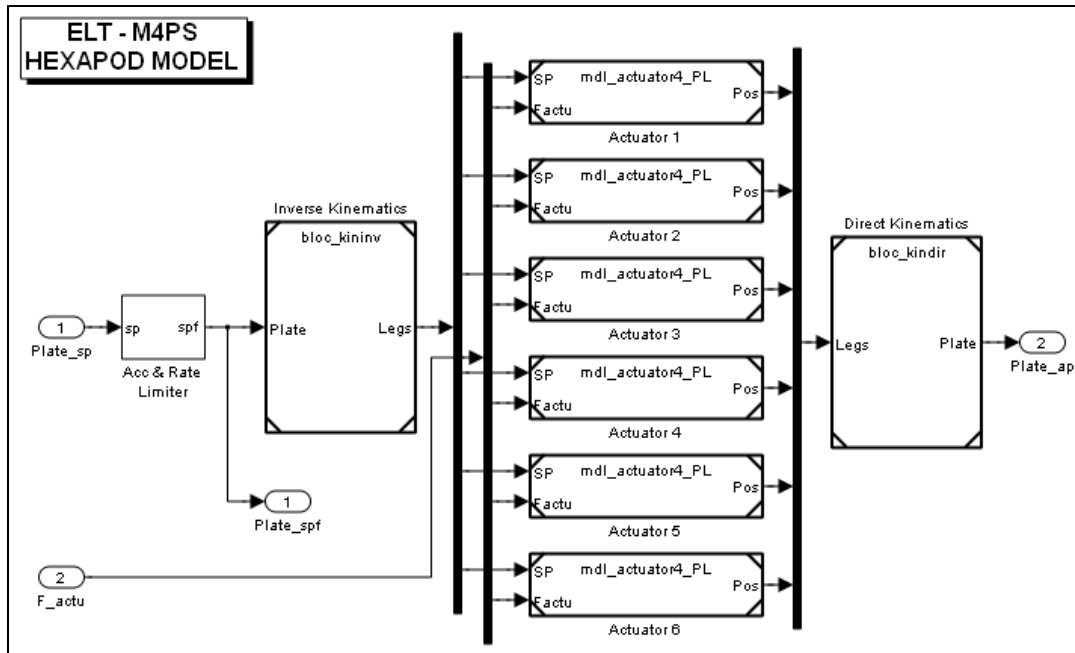 ELT - M4PS
HEXAPOD MODEL
1
Plate_sp
sp
spf
Acc & Rate
Limiter
1
Plate_spf
2
F_actu
Inverse Kinematics
bloc_kininv
Plate
Legs
SP
mdl_actuator4_PL
Pos
Factu
Actuator 1
SP
mdl_actuator4_PL
Pos
Factu
Actuator 2
SP
mdl_actuator4_PL
Pos
Factu
Actuator 3
SP
mdl_actuator4_PL
Pos
Factu
Actuator 4
SP
mdl_actuator4_PL
Pos
Factu
Actuator 5
SP
mdl_actuator4_PL
Pos
Factu
Actuator 6
Direct Kinematics
bloc_kindir
Legs
Plate
2
Plate_ap